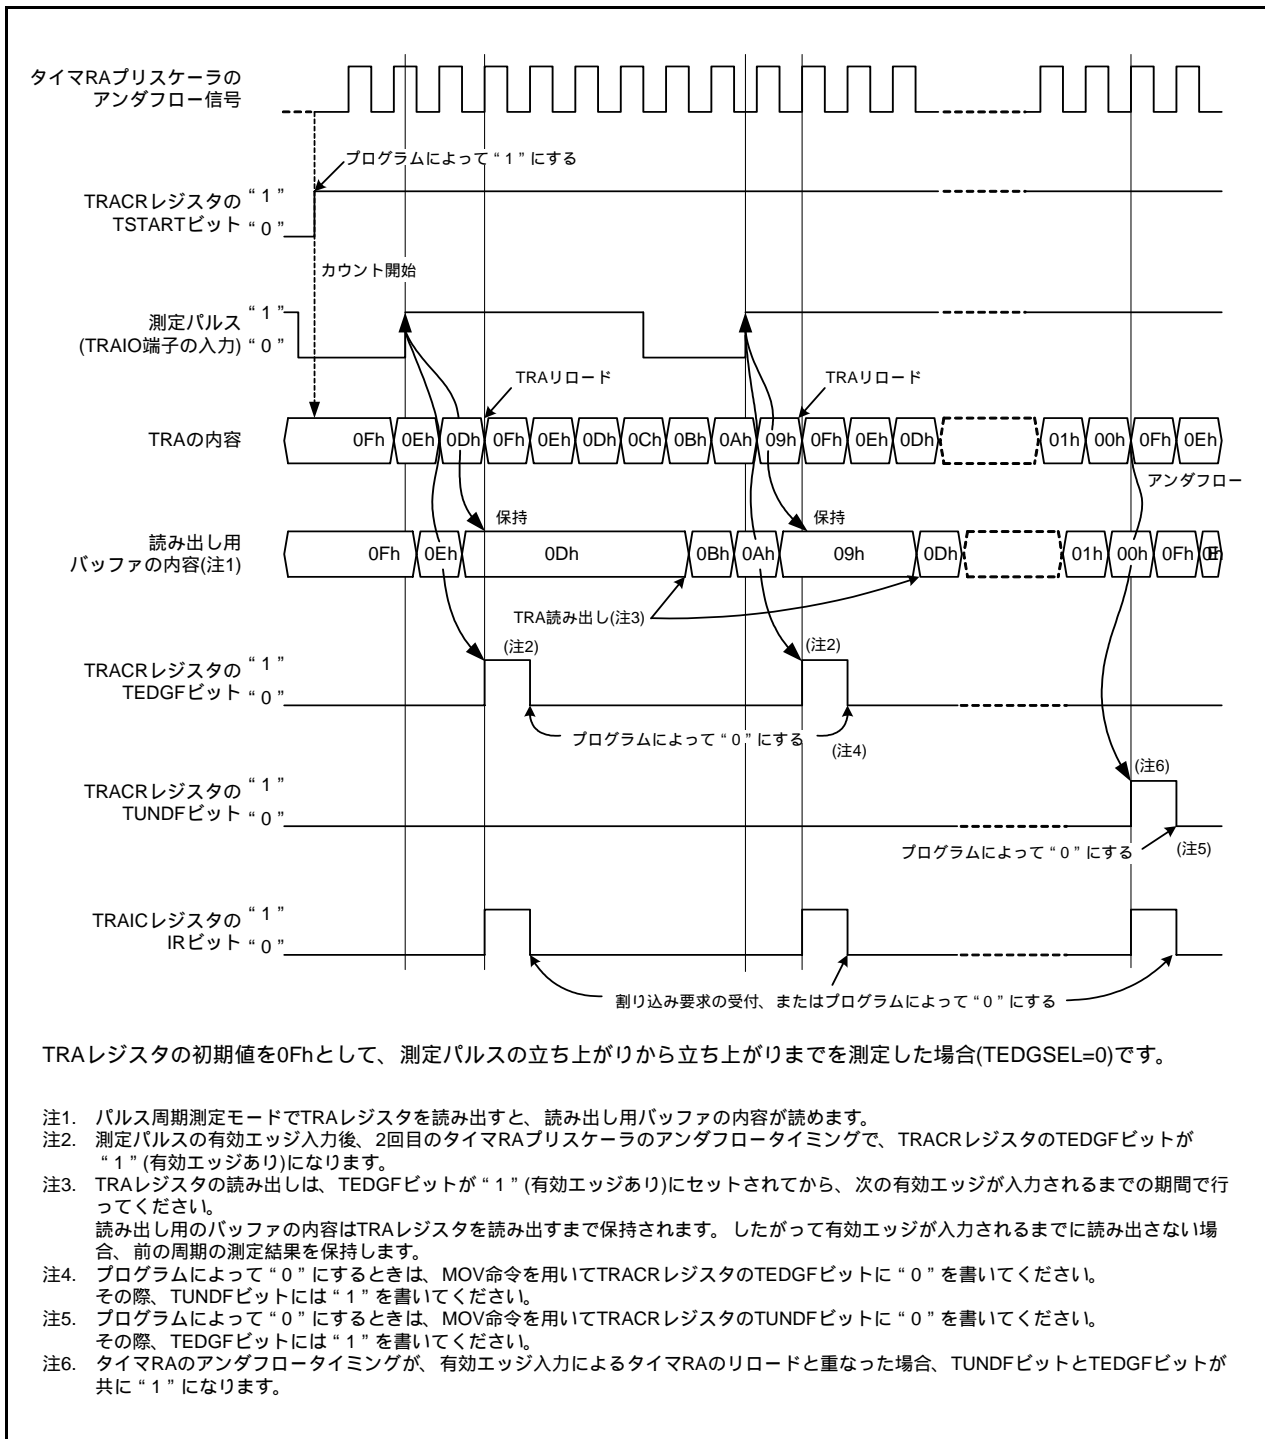 タイマRAプリスケーラの
アンダフロー信号
プログラムによって“1”にする
TRACRレジスタの “1”
TSTARTビット “0”
カウント開始
測定パルス “1”
(TRAIO端子の入力) “0”
TRAリロード TRAリロード
TRAの内容 0Fh 0Eh 0Dh 0Fh 0Eh 0Dh 0Ch 0Bh 0Ah 09h 0Fh 0Eh 0Dh 01h 00h 0Fh 0Eh
アンダフロー
保持 保持
読み出し用
バッファの内容(注1) 0Fh 0Eh 0Dh 0Bh 0Ah 09h 0Dh 01h 00h 0Fh
TRA読み出し(注3)
(注2) (注2)
TRACRレジスタの “1”
TEDGFビット “0”
プログラムによって“0”にする (注4)
(注6)
TRACRレジスタの “1”
TUNDFビット “0”
プログラムによって“0”にする (注5)
TRAICレジスタの “1”
IRビット “0”
割り込み要求の受付、またはプログラムによって“0”にする
TRAレジスタの初期値を0Fhとして、測定パルスの立ち上がりから立ち上がりまでを測定した場合(TEDGSEL=0)です。
注1. パルス周期測定モードでTRAレジスタを読み出すと、読み出し用バッファの内容が読めます。
注2. 測定パルスの有効エッジ入力後、2回目のタイマRAプリスケーラのアンダフロータイミングで、TRACRレジスタのTEDGFビットが
“1”(有効エッジあり)になります。
注3. TRAレジスタの読み出しは、TEDGFビットが“1”(有効エッジあり)にセットされてから、次の有効エッジが入力されるまでの期間で行
ってください。
読み出し用のバッファの内容はTRAレジスタを読み出すまで保持されます。したがって有効エッジが入力されるまでに読み出さない場
合、前の周期の測定結果を保持します。
注4. プログラムによって“0”にするときは、MOV命令を用いてTRACRレジスタのTEDGFビットに“0”を書いてください。
その際、TUNDFビットには“1”を書いてください。
注5. プログラムによって“0”にするときは、MOV命令を用いてTRACRレジスタのTUNDFビットに“0”を書いてください。
その際、TEDGFビットには“1”を書いてください。
注6. タイマRAのアンダフロータイミングが、有効エッジ入力によるタイマRAのリロードと重なった場合、TUNDFビットとTEDGFビットが
共に“1”になります。